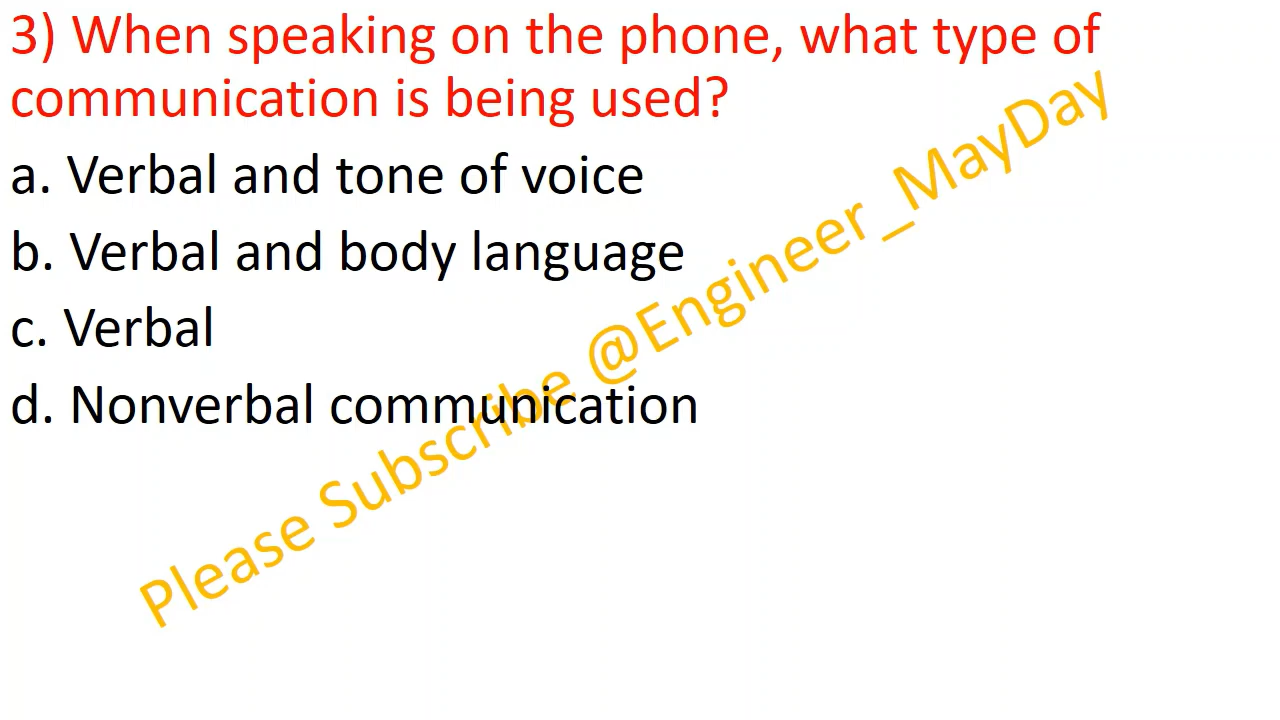 3) When speaking on the phone, what type of
communication is being used?
a. Verbal and tone of voice
b. Verbal and body language
c. Verbal
d. Nonverbal communication
Please Subscribe @Engineer_MayDay